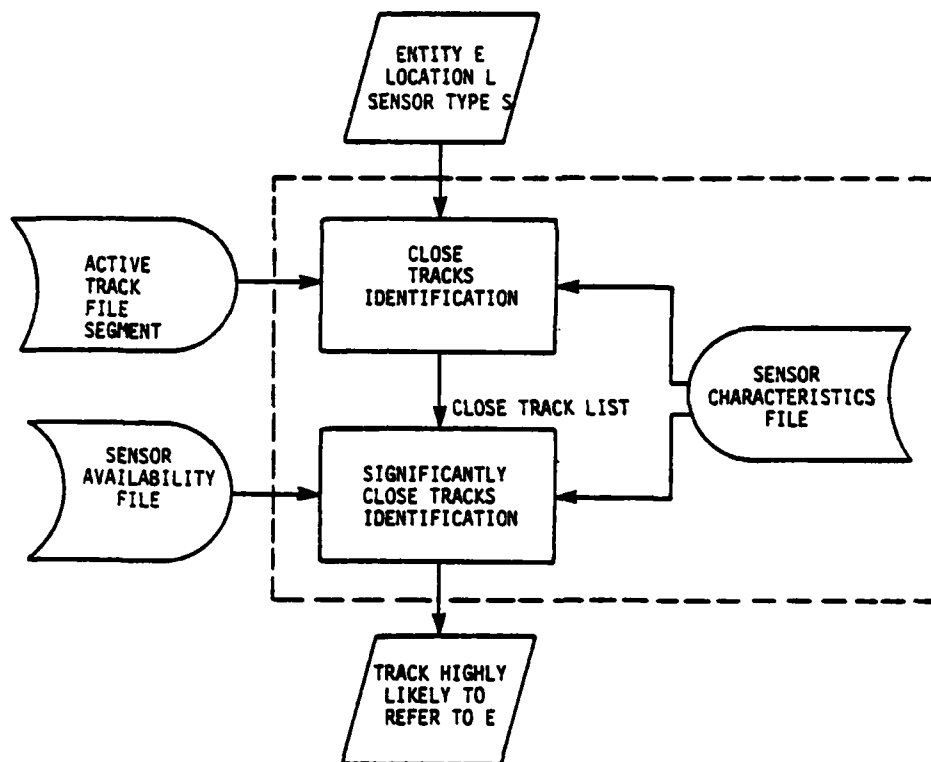 ENTITY E
LOCATION L
SENSOR TYPE S
ACTIVE
TRACK
FILE
SEGMENT
CLOSE
TRACKS
IDENTIFICATION
SENSOR
CHARACTERISTICS
FILE
CLOSE TRACK LIST
SENSOR
AVAILABILITY
FILE
SIGNIFICANTLY
CLOSE TRACKS
IDENTIFICATION
TRACK HIGHLY
LIKELY TO
REFER TO E